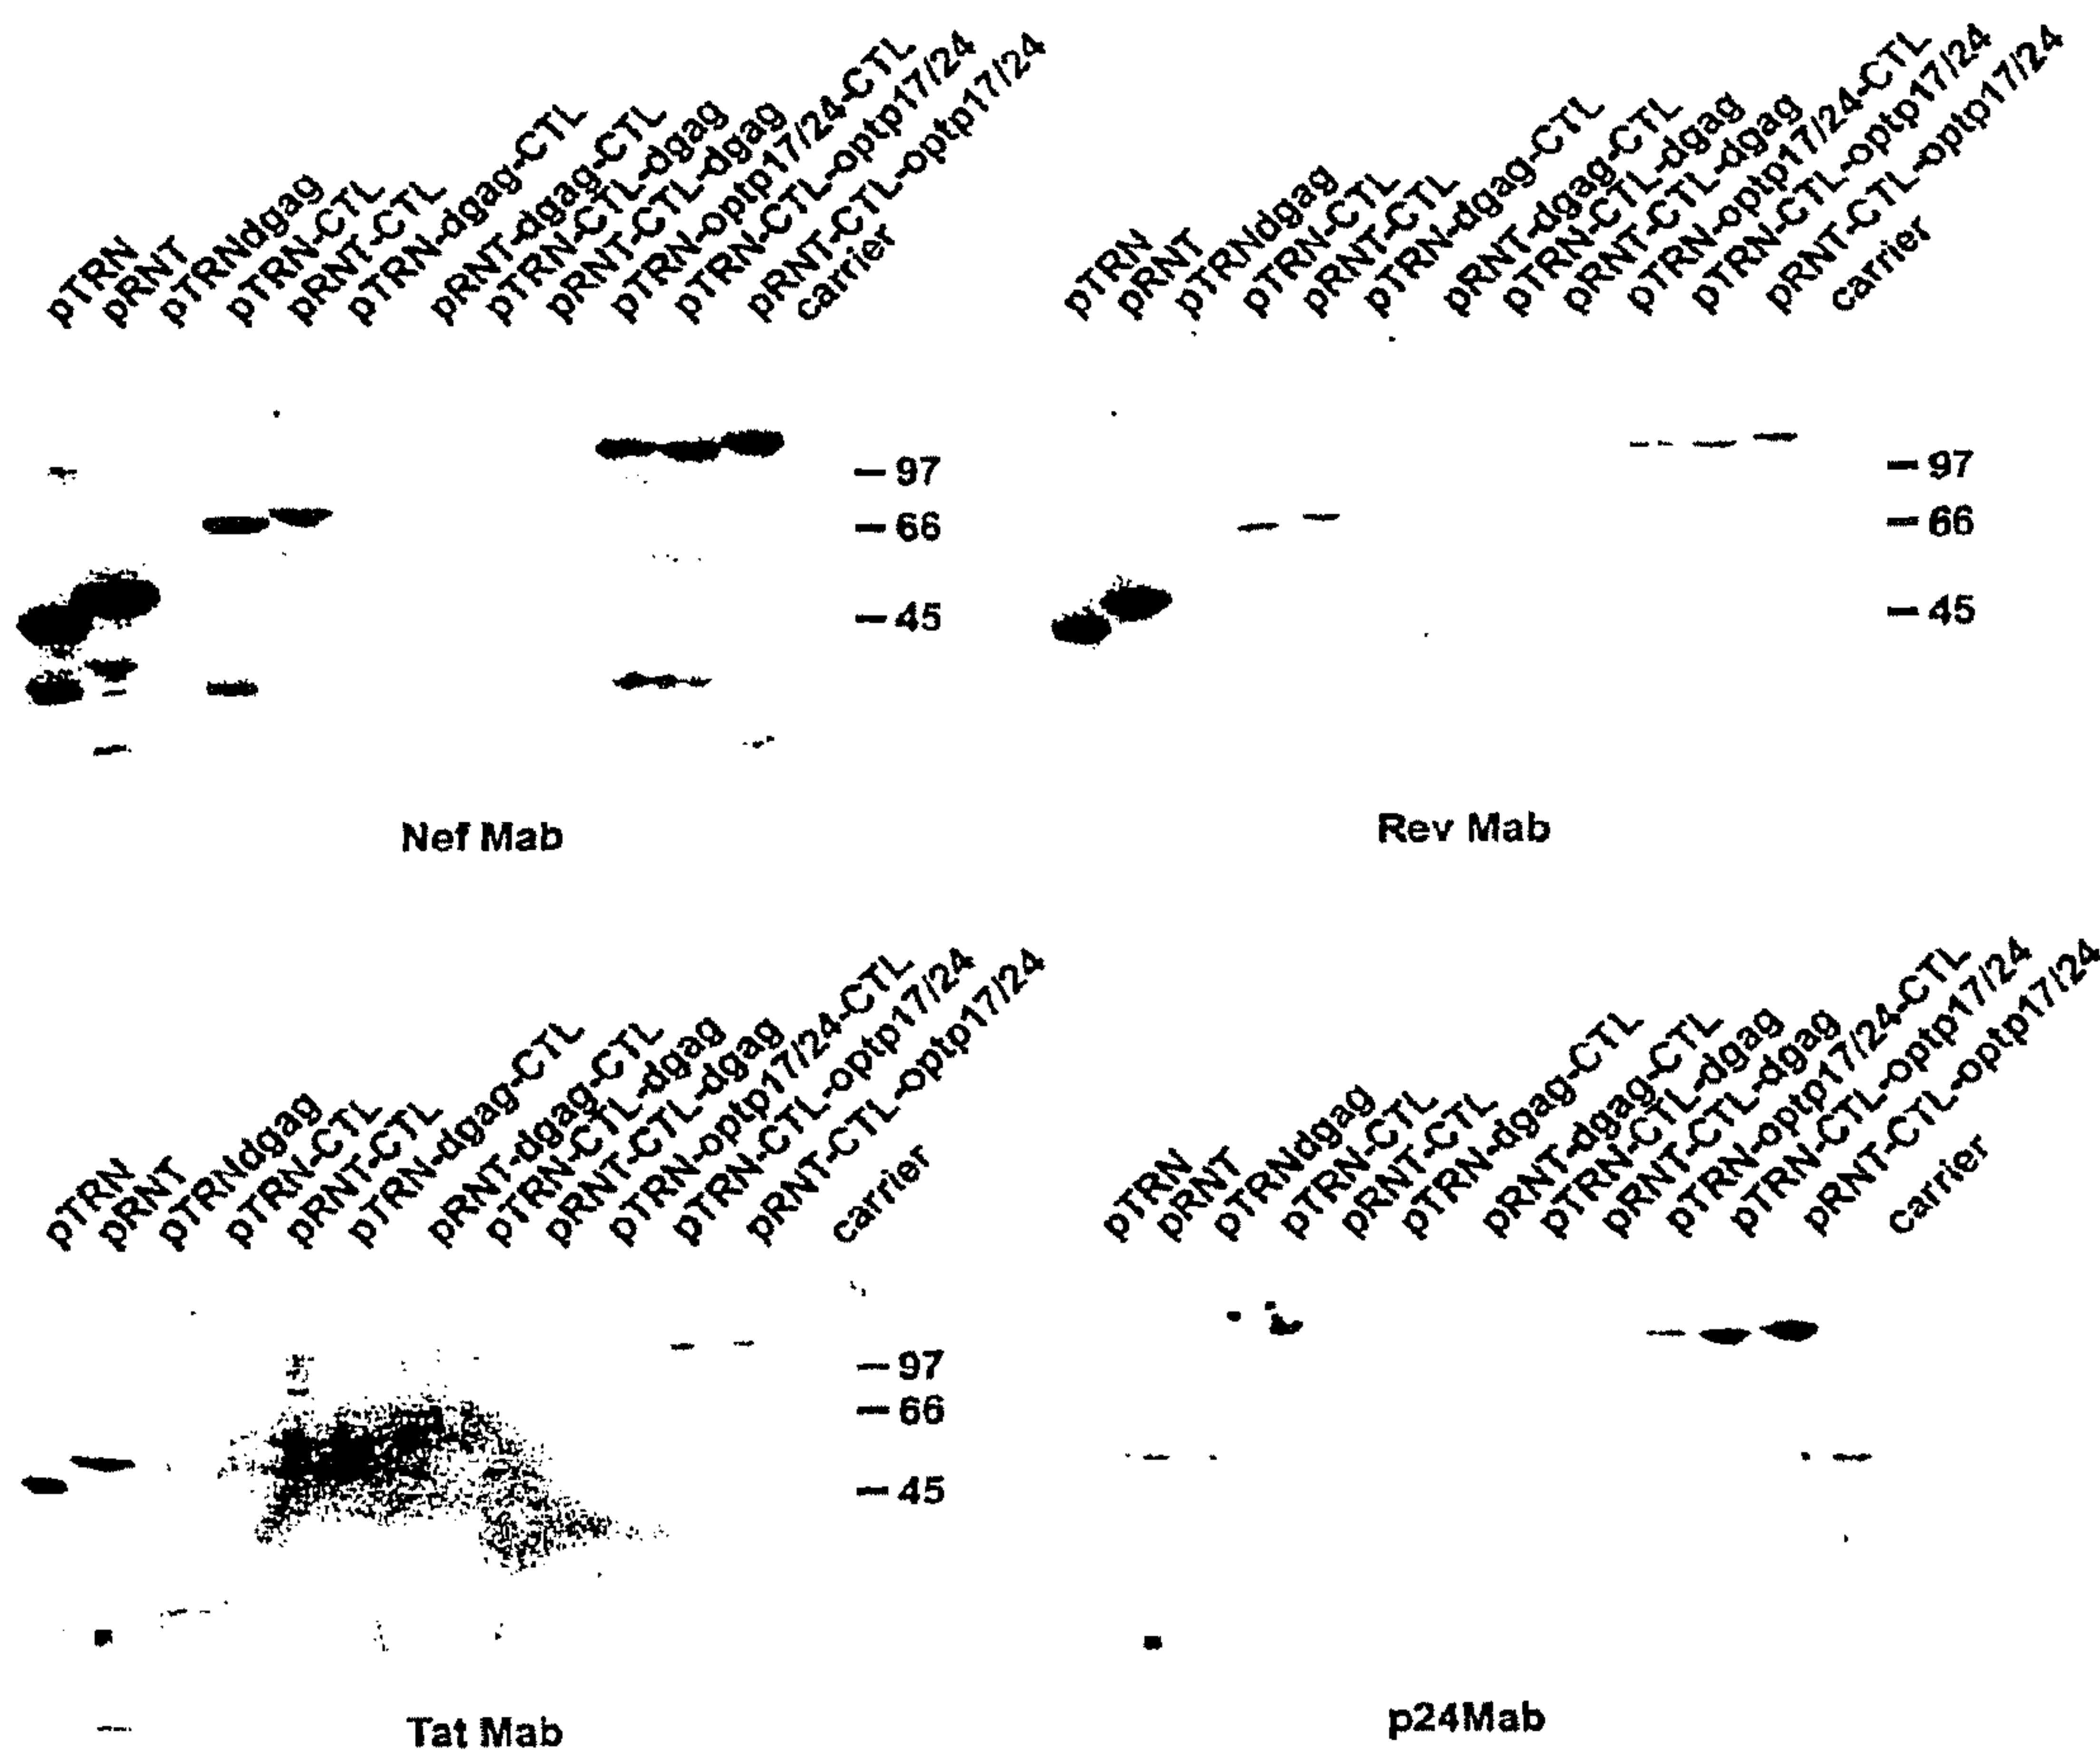 pTRN
pRNT
pTRNdgag
pTRN-CTL
pRNT-CTL
pTRN-dgag-CTL
pRNT-dgag-CTL
pTRN-CTL-dgag
pRNT-CTL-dgag
pTRN-optp17/24-CTL
pTRN-CTL-optp17/24
pRNT-CTL-optp17/24
carrier
97
66
45
Nef Mab
pTRN
pRNT
pTRNdgag
pTRN-CTL
pRNT-CTL
pTRN-dgag-CTL
pRNT-dgag-CTL
pTRN-CTL-dgag
pRNT-CTL-dgag
pTRN-optp17/24-CTL
pTRN-CTL-optp17/24
pRNT-CTL-optp17/24
carrier
97
66
45
Rev Mab
pTRN
pRNT
pTRNdgag
pTRN-CTL
pRNT-CTL
pTRN-dgag-CTL
pRNT-dgag-CTL
pTRN-CTL-dgag
pRNT-CTL-dgag
pTRN-optp17/24-CTL
pTRN-CTL-optp17/24
pRNT-CTL-optp17/24
carrier
97
66
45
Tat Mab
pTRN
pRNT
pTRNdgag
pTRN-CTL
pRNT-CTL
pTRN-dgag-CTL
pRNT-dgag-CTL
pTRN-CTL-dgag
pRNT-CTL-dgag
pTRN-optp17/24-CTL
pTRN-CTL-optp17/24
pRNT-CTL-optp17/24
carrier
p24Mab